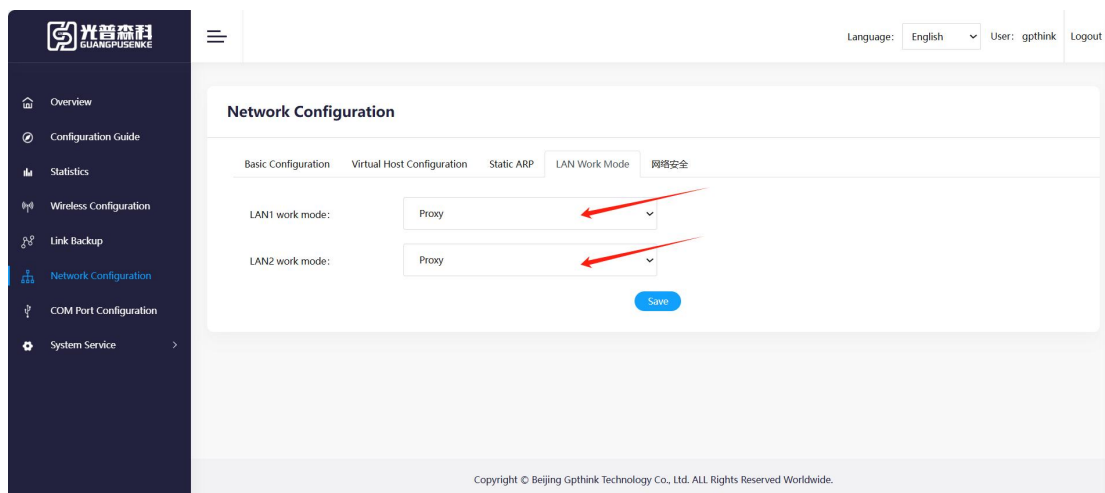 光普森科
GUANGPUSENKE
Language: English User: gpthink Logout
Overview
Configuration Guide
Statistics
Wireless Configuration
Link Backup
Network Configuration
COM Port Configuration
System Service
Network Configuration
Basic Configuration Virtual Host Configuration Static ARP LAN Work Mode 网络安全
LAN1 work mode: Proxy
LAN2 work mode: Proxy
Save
Copyright © Beijing Gpthink Technology Co., Ltd. ALL Rights Reserved Worldwide.